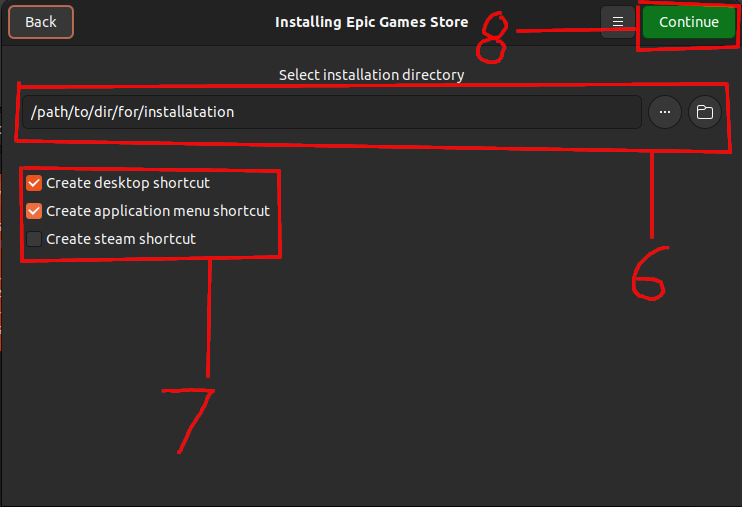 Back
Installing Epic Games Store
8
Continue
Select installation directory
/path/to/dir/for/installatation
Create desktop shortcut
Create application menu shortcut
Create steam shortcut
6
7